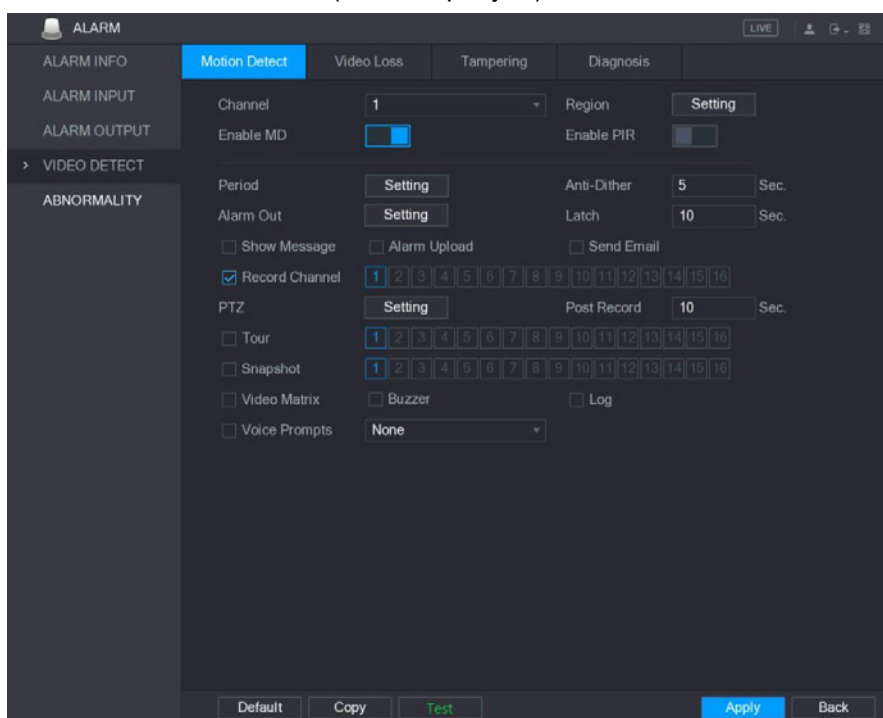 ALARM LIVE
ALARM INFO Motion Detect Video Loss Tampering Diagnosis
ALARM INPUT Channel 1 Region Setting
ALARM OUTPUT Enable MD Enable PIR
> VIDEO DETECT
ABNORMALITY Period Setting Anti-Dither 5 Sec.
Alarm Out Setting Latch 10 Sec.
Show Message Alarm Upload Send Email
Record Channel 1 2 3 4 5 6 7 8 9 10 11 12 13 14 15 16
PTZ Setting Post Record 10 Sec.
Tour 1 2 3 4 5 6 7 8 9 10 11 12 13 14 15 16
Snapshot 1 2 3 4 5 6 7 8 9 10 11 12 13 14 15 16
Video Matrix Buzzer Log
Voice Prompts None
Default Copy Test Apply Back